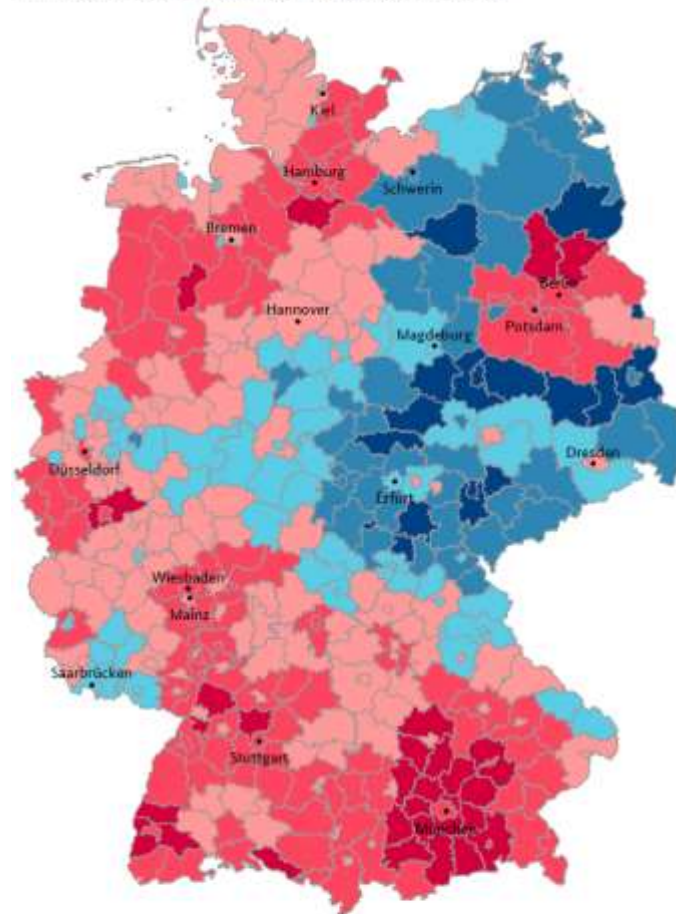 Kiel
Hamburg
Schwerin
Bremen
Berlin
Hannover
Potsdam
Magdeburg
Düsseldorf
Dresden
Erfurt
Wiesbaden
Mainz
Saarbrücken
Stuttgart
München